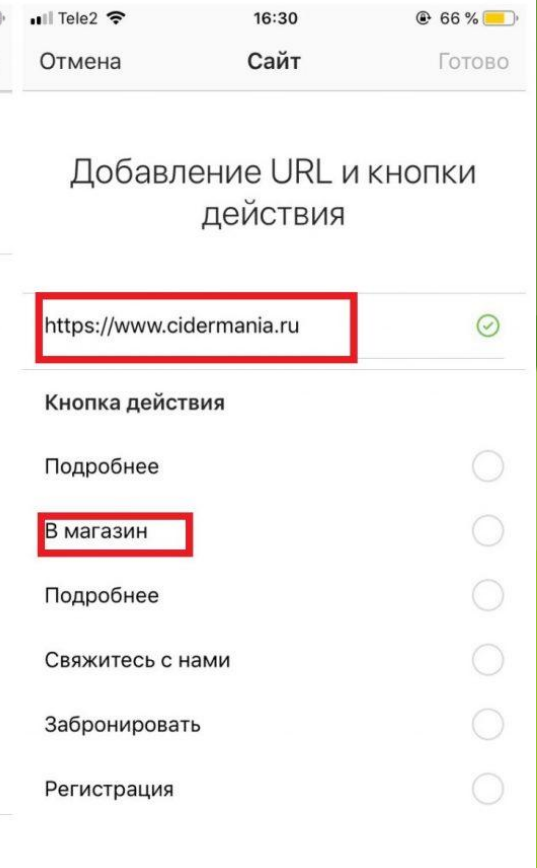 Tele2 16:30 66 %
Отмена Сайт Готово
Добавление URL и кнопки
действия
https://www.cidermania.ru
Кнопка действия
Подробнее
В магазин
Подробнее
Свяжитесь с нами
Забронировать
Регистрация